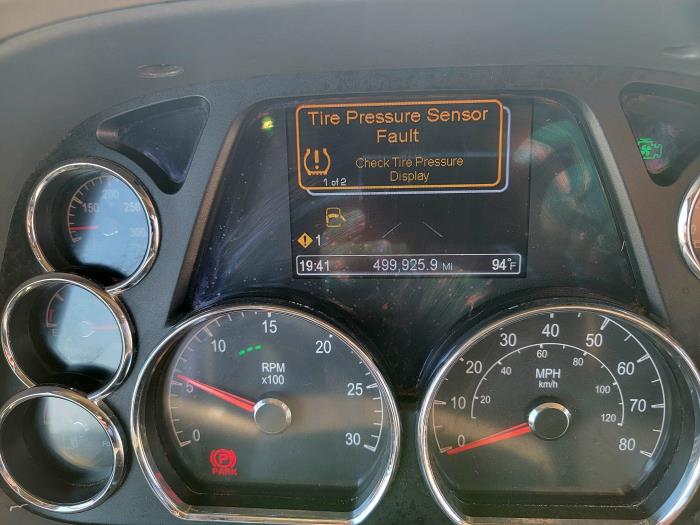 Tire Pressure Sensor
Fault
Check Tire Pressure
Display
1 of 2
1
19:41 499,925.9 MI 94°F
150 200 250 300
0 5 10 15 20 25 30
RPM
x100
P
PARK
0 10 20 30 40 50 60 70 80
MPH
km/h
20 40 60 80 100 120